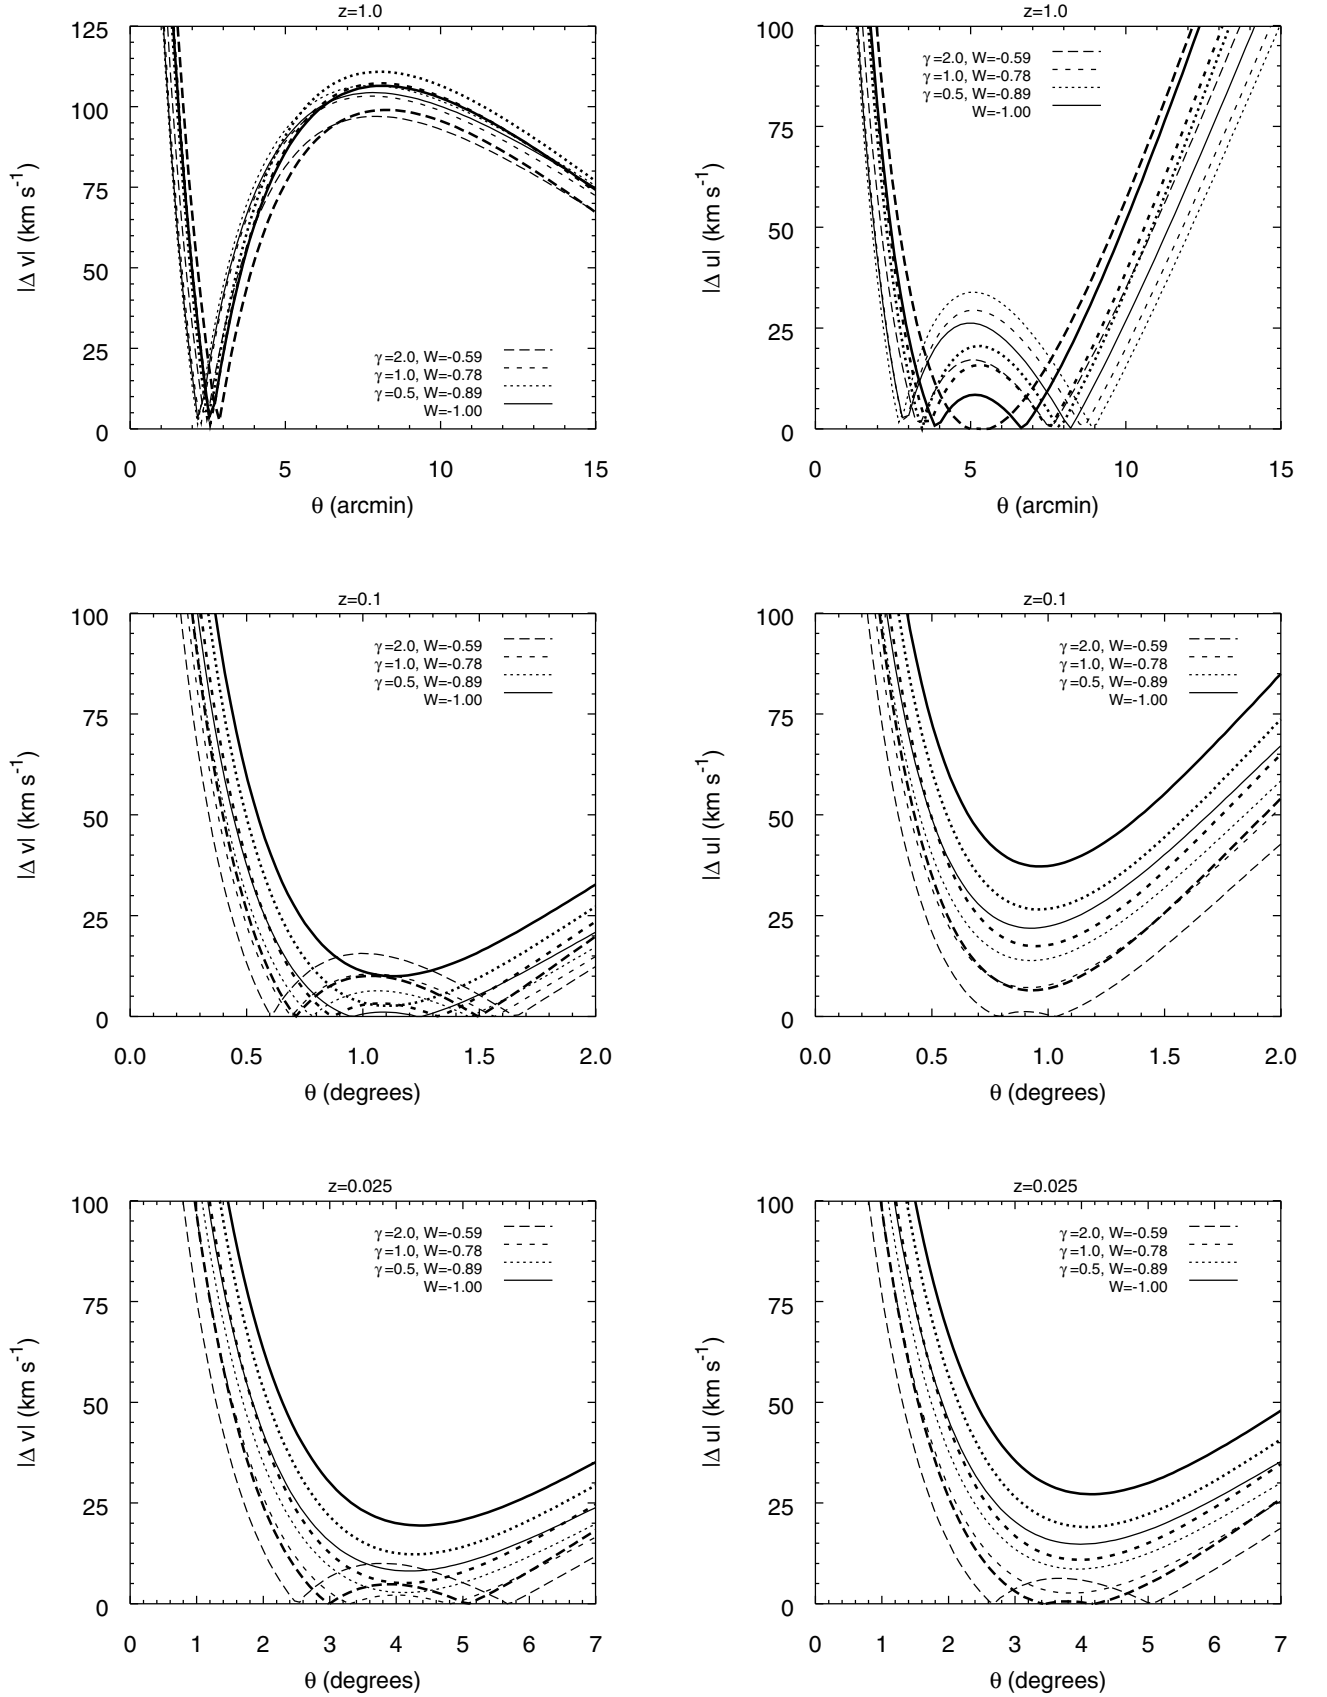 z=1.0
125
100
75
50
25
0
|Δ v| (km s-1)
γ=2.0, W=-0.59
γ=1.0, W=-0.78
γ=0.5, W=-0.89
W=-1.00
0 5 10 15
θ (arcmin)
z=1.0
100
75
50
25
0
|Δ u| (km s-1)
γ=2.0, W=-0.59
γ=1.0, W=-0.78
γ=0.5, W=-0.89
W=-1.00
0 5 10 15
θ (arcmin)
z=0.1
100
75
50
25
0
|Δ v| (km s-1)
γ=2.0, W=-0.59
γ=1.0, W=-0.78
γ=0.5, W=-0.89
W=-1.00
0.0 0.5 1.0 1.5 2.0
θ (degrees)
z=0.1
100
75
50
25
0
|Δ u| (km s-1)
γ=2.0, W=-0.59
γ=1.0, W=-0.78
γ=0.5, W=-0.89
W=-1.00
0.0 0.5 1.0 1.5 2.0
θ (degrees)
z=0.025
100
75
50
25
0
|Δ v| (km s-1)
γ=2.0, W=-0.59
γ=1.0, W=-0.78
γ=0.5, W=-0.89
W=-1.00
0 1 2 3 4 5 6 7
θ (degrees)
z=0.025
100
75
50
25
0
|Δ u| (km s-1)
γ=2.0, W=-0.59
γ=1.0, W=-0.78
γ=0.5, W=-0.89
W=-1.00
0 1 2 3 4 5 6 7
θ (degrees)